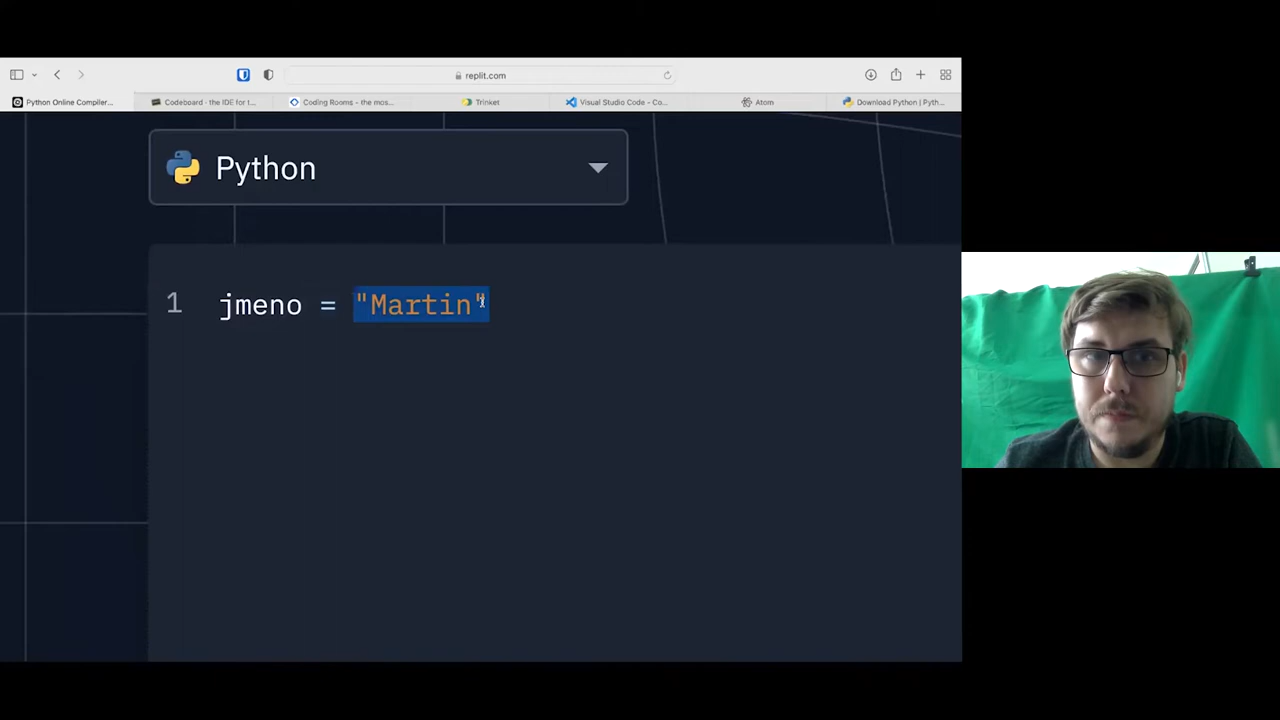 replit.com
Python Online Compiler...
Codeboard - the IDE for t...
Coding Rooms - the mos...
Trinket
Visual Studio Code - Co...
Atom
Download Python | Pyth...
Python
1 jmeno = "Martin"